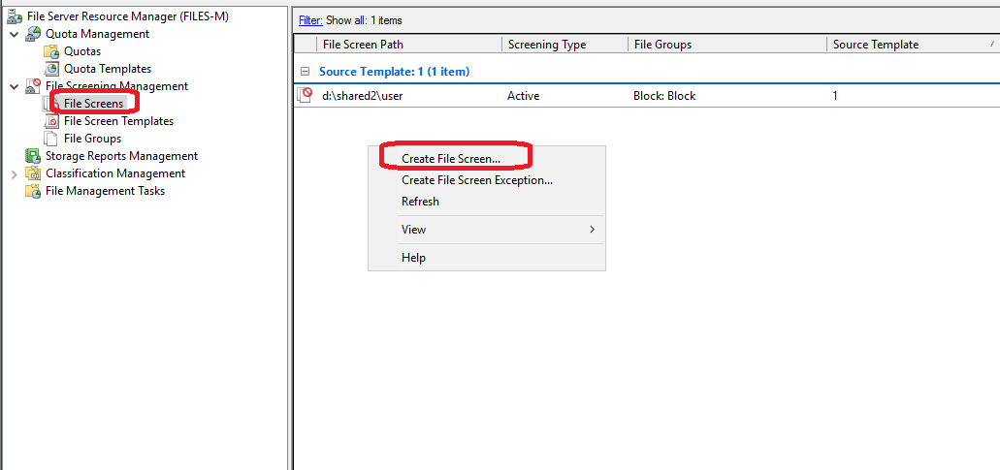 File Server Resource Manager (FILES-M)
Quota Management
Quotas
Quota Templates
File Screening Management
File Screens
File Screen Templates
File Groups
Storage Reports Management
Classification Management
File Management Tasks
Filter: Show all: 1 items
File Screen Path Screening Type File Groups Source Template
Source Template: 1 (1 item)
d:\shared2\user Active Block: Block 1
Create File Screen...
Create File Screen Exception...
Refresh
View
Help